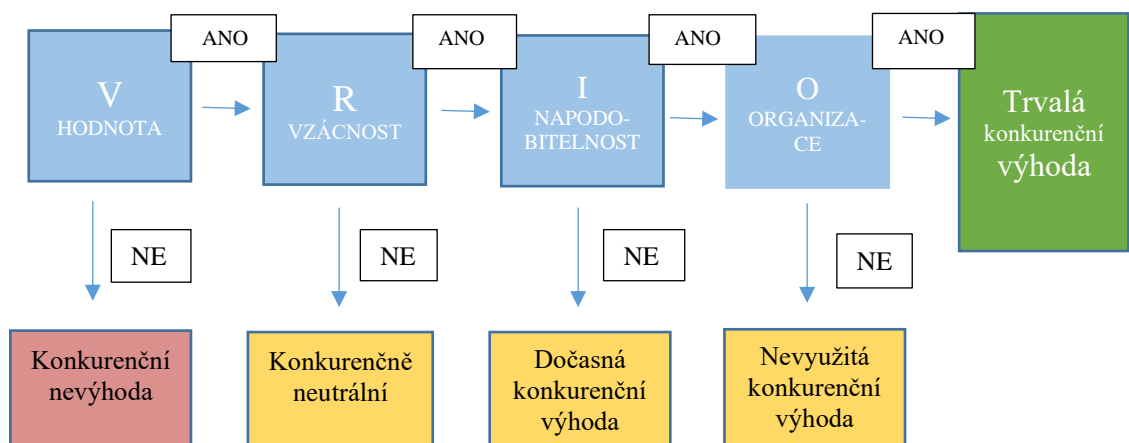 ANO
ANO
ANO
ANO
V
HODNOTA
R
VZÁCNOST
I
NAPODO-
BITELNOST
O
ORGANIZA-
CE
Trvalá
konkurenční
výhoda
NE
NE
NE
NE
Konkurenční
nevýhoda
Konkurenčně
neutrální
Dočasná
konkurenční
výhoda
Nevyužitá
konkurenční
výhoda